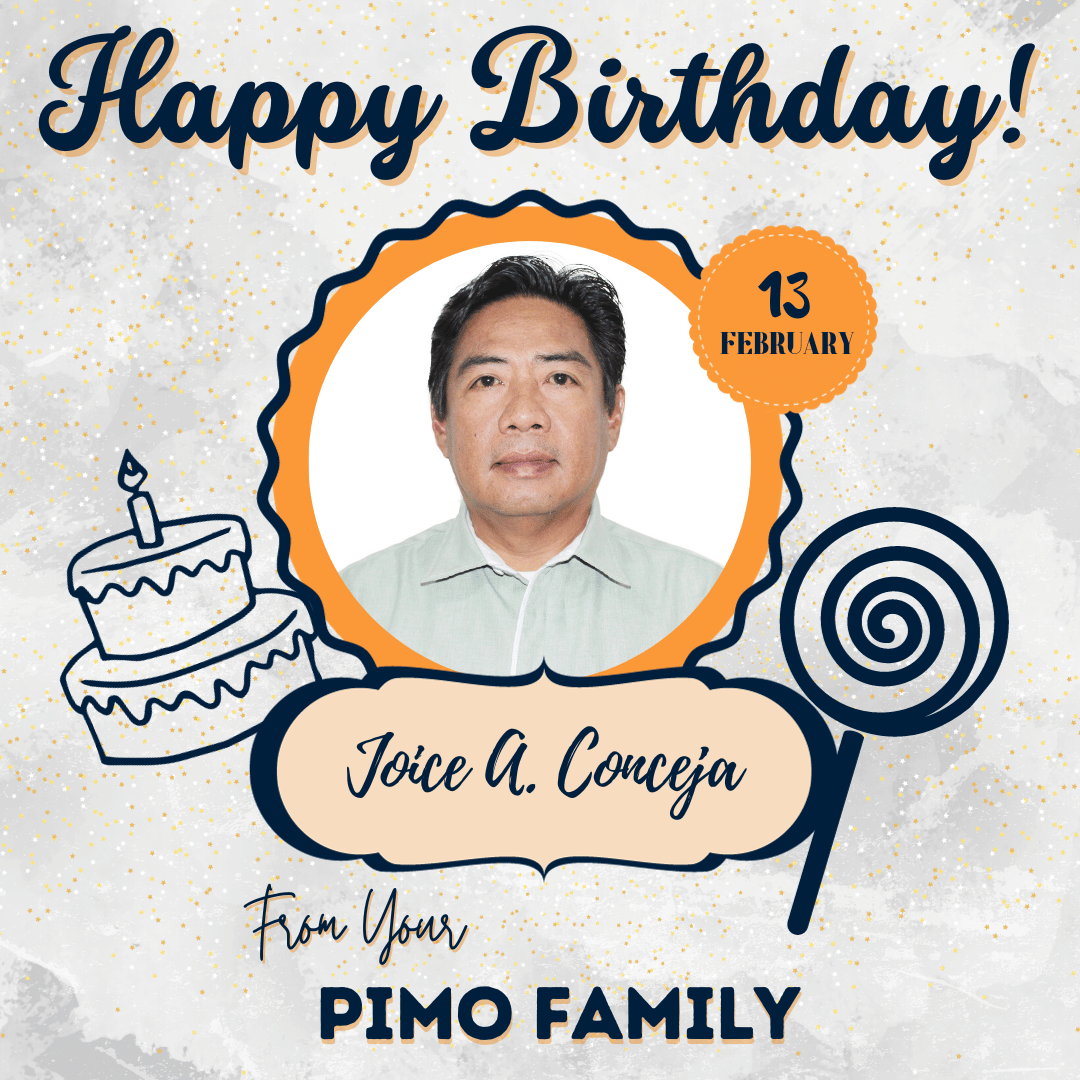 Happy Birthday!
13
FEBRUARY
Joice A. Conceja
From Your
PIMO FAMILY